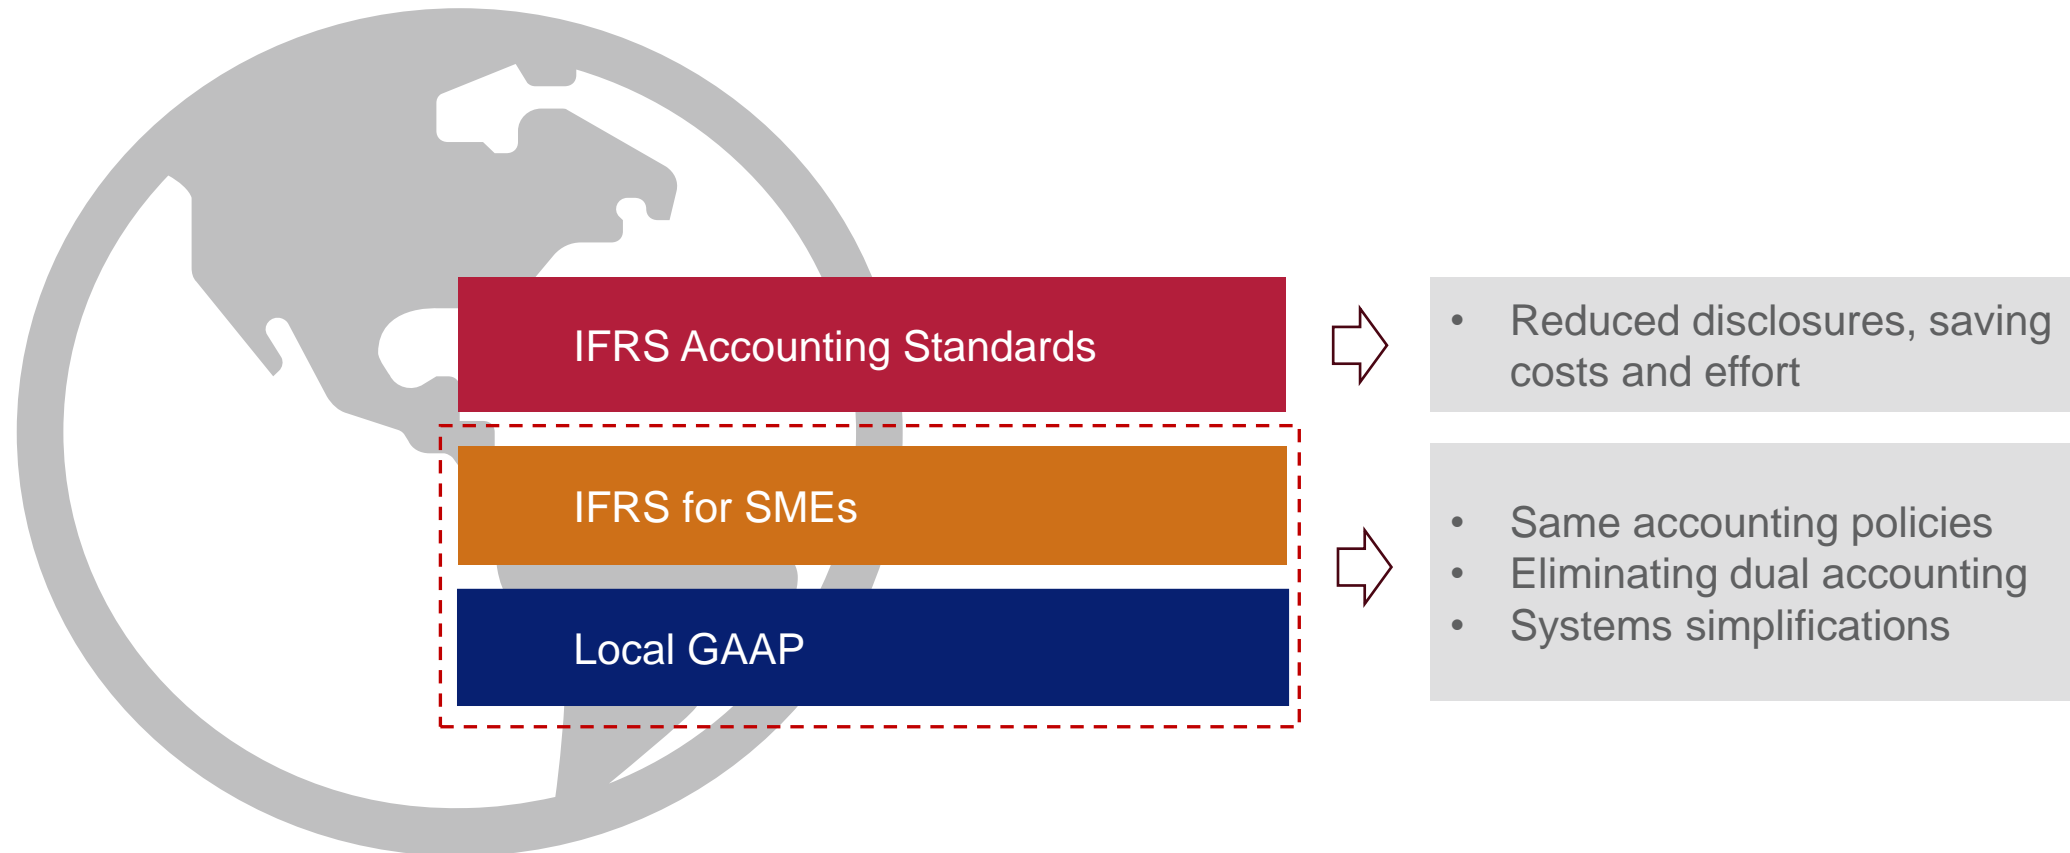 IFRS Accounting Standards
• Reduced disclosures, saving
costs and effort
IFRS for SMEs
Local GAAP
• Same accounting policies
• Eliminating dual accounting
• Systems simplifications